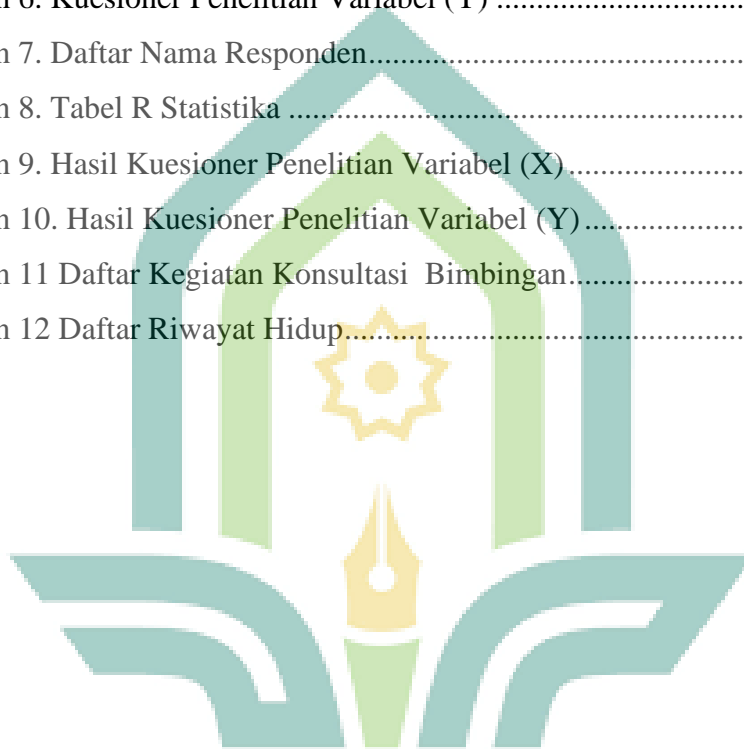 n 6. Kuesioner Penelitian Variabel (Y) ..............................
n 7. Daftar Nama Responden..................................................
n 8. Tabel R Statistika ............................................................
n 9. Hasil Kuesioner Penelitian Variabel (X)........................
n 10. Hasil Kuesioner Penelitian Variabel (Y)......................
n 11 Daftar Kegiatan Konsultasi  Bimbingan.......................
n 12 Daftar Riwayat Hidup......................................................